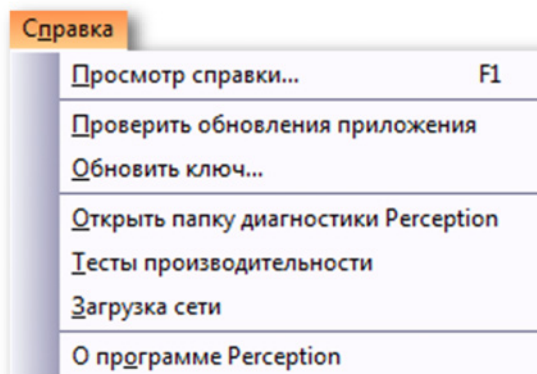 Справка
Просмотр справки... F1
Проверить обновления приложения
Обновить ключ...
Открыть папку диагностики Perception
Тесты производительности
Загрузка сети
О программе Perception